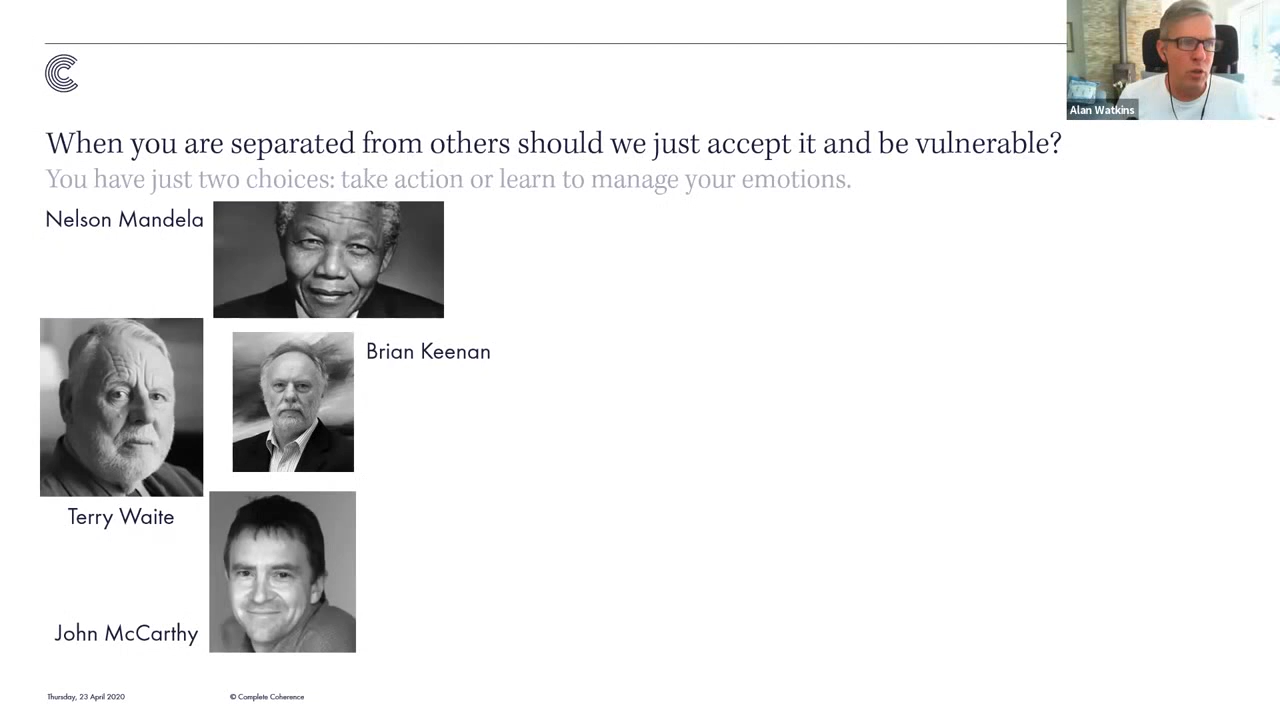 Alan Watkins
When you are separated from others should we just accept it and be vulnerable?
You have just two choices: take action or learn to manage your emotions.
Nelson Mandela
Brian Keenan
Terry Waite
John McCarthy
Thursday, 23 April 2020
© Complete Coherence